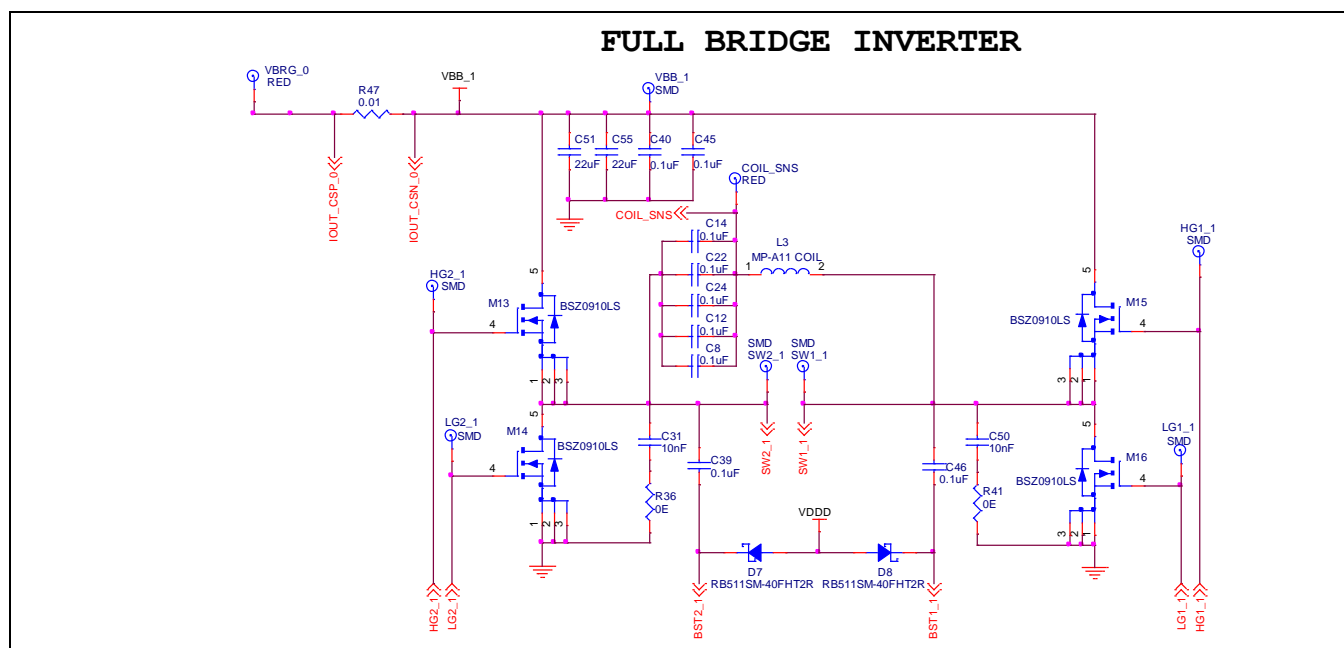 FULL BRIDGE INVERTER
VBRG_0
RED
R47
0.01
VBB_1
VBB_1
SMD
IOUT_CSP_0
IOUT_CSN_0
C51
22uF
C55
22uF
C40
0.1uF
C45
0.1uF
COIL_SNS
RED
COIL_SNS
C14
0.1uF
C22
0.1uF
C24
0.1uF
C12
0.1uF
C8
0.1uF
L3
MP-A11 COIL
1
2
HG1_1
SMD
HG2_1
SMD
M13
BSZ0910LS
5
4
1
2
3
M15
BSZ0910LS
5
4
3
2
1
SMD
SW2_1
SMD
SW1_1
SW2_1
SW1_1
LG2_1
SMD
M14
BSZ0910LS
5
4
1
2
3
C31
10nF
R36
0E
C39
0.1uF
C46
0.1uF
C50
10nF
R41
0E
LG1_1
SMD
M16
BSZ0910LS
5
4
3
2
1
VDDD
D7
RB511SM-40FHT2R
D8
RB511SM-40FHT2R
HG2_1
LG2_1
BST2_1
BST1_1
LG1_1
HG1_1